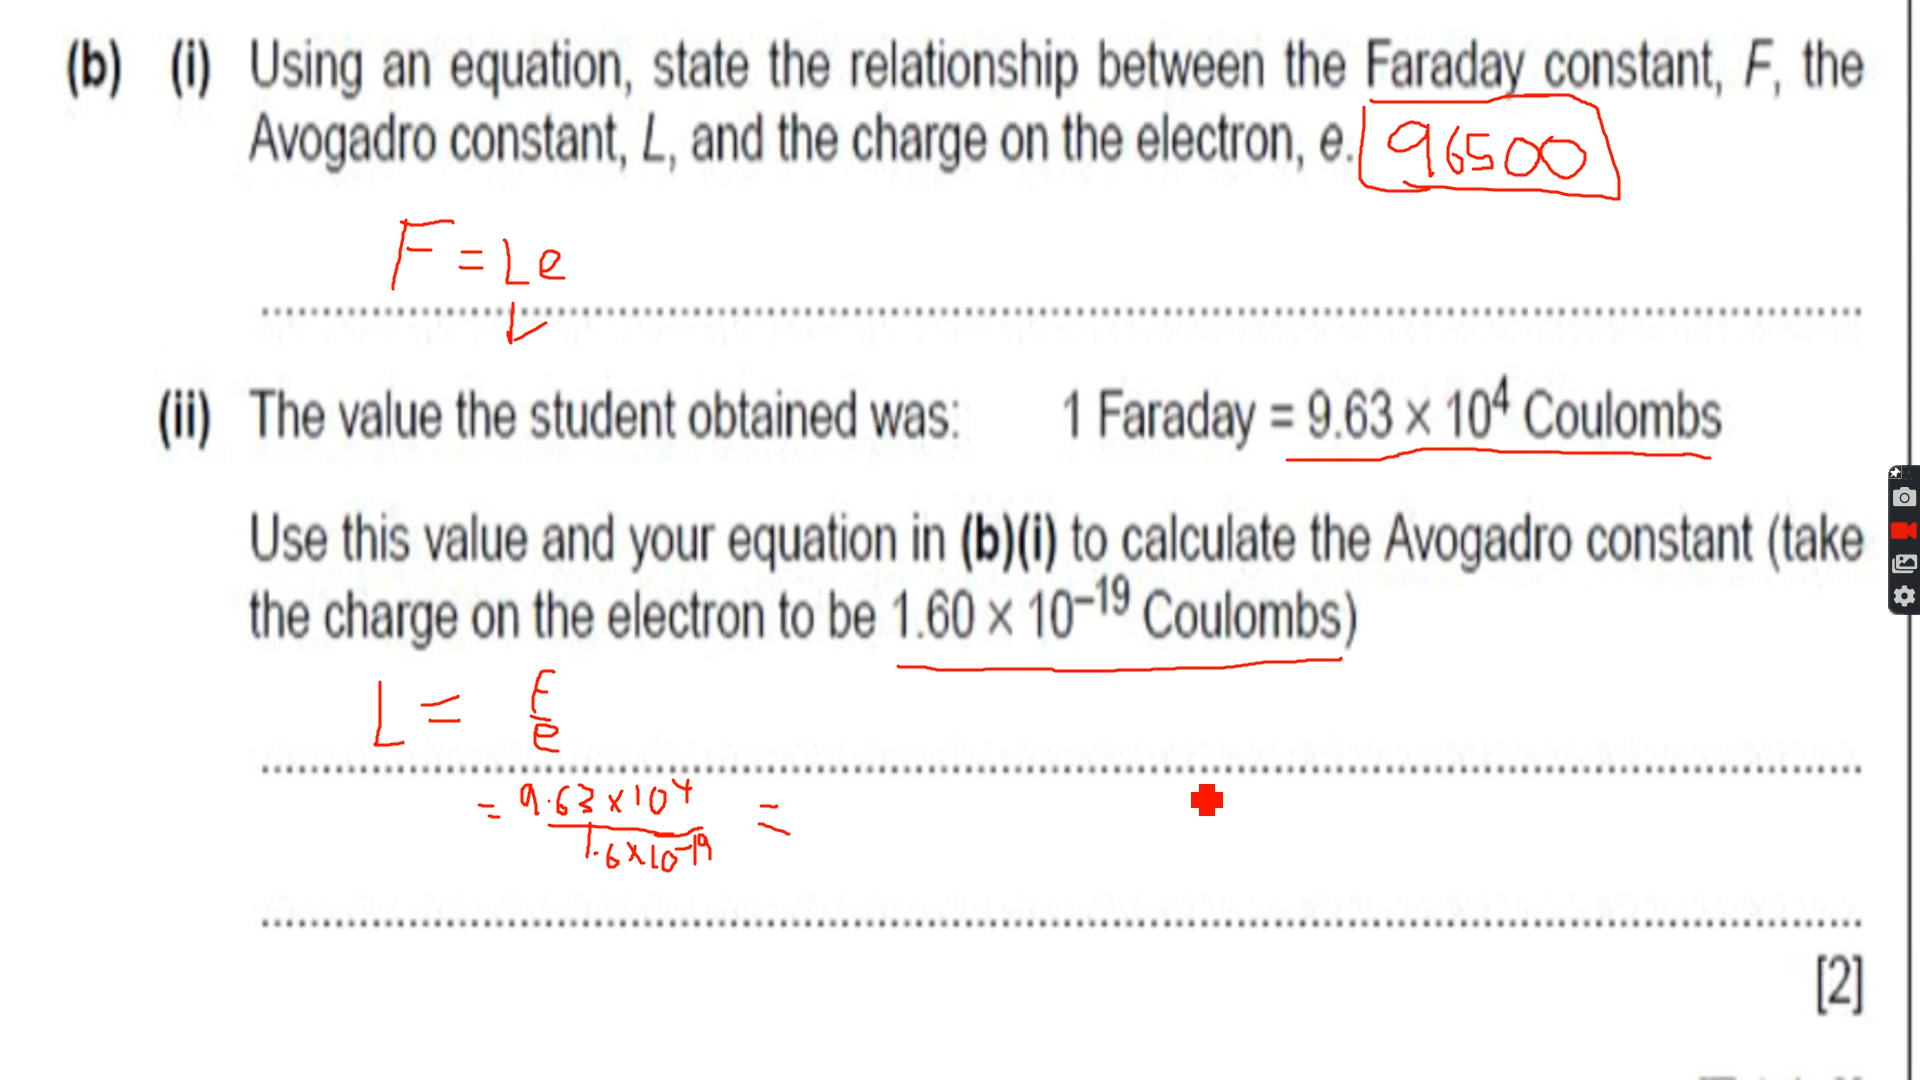 (b) (i) Using an equation, state the relationship between the Faraday constant, F, the
Avogadro constant, L, and the charge on the electron, e. 96500
F = Le
(ii) The value the student obtained was: 1 Faraday = 9.63 × 10⁴ Coulombs
Use this value and your equation in (b)(i) to calculate the Avogadro constant (take
the charge on the electron to be 1.60 × 10⁻¹⁹ Coulombs)
L = F/e
= 9.63 × 10⁴ / 1.6 × 10⁻¹⁹ =
[2]